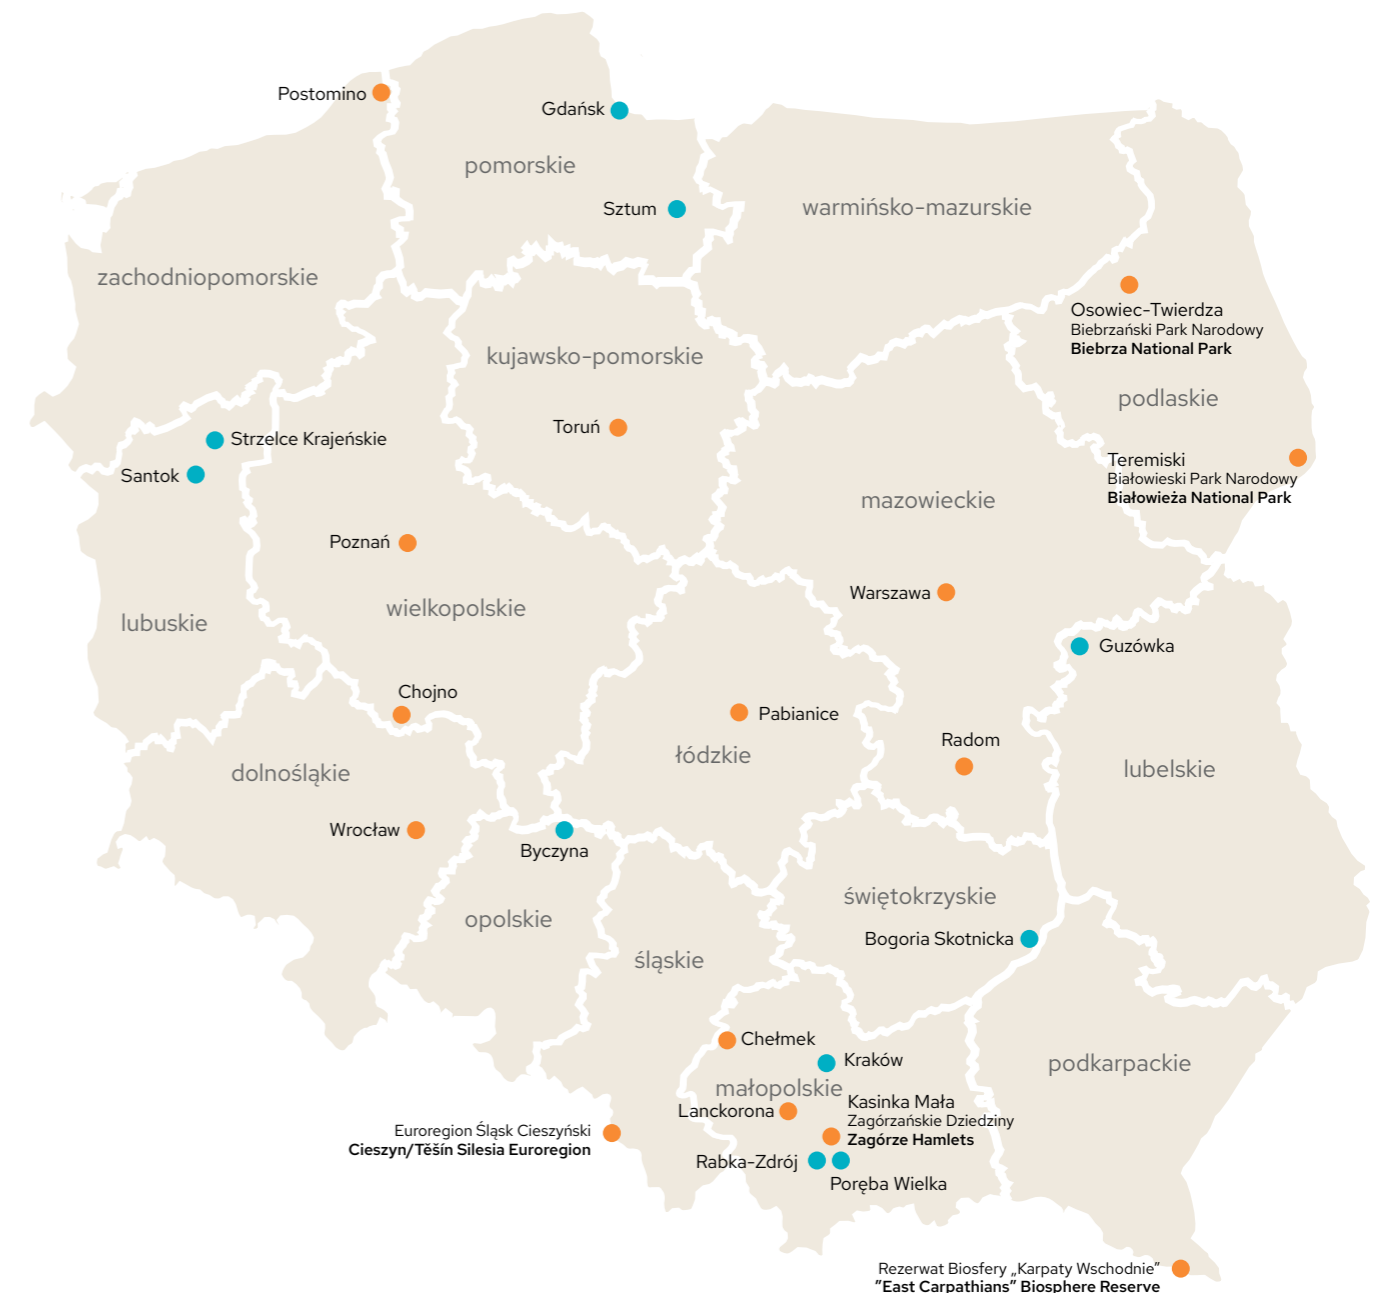 Postomino
Gdańsk
pomorskie
Sztum
warmińsko-mazurskie
zachodniopomorskie
Osowiec-Twierdza
Biebrzański Park Narodowy
Biebrza National Park
kujawsko-pomorskie
podlaskie
Toruń
Strzelce Krajeńskie
Santok
Teremiski
Białowieski Park Narodowy
Białowieża National Park
mazowieckie
Poznań
Warszawa
wielkopolskie
lubuskie
Guzówka
Chojno
Pabianice
Radom
łódzkie
dolnośląkie
lubelskie
Wrocław
Byczyna
świętokrzyskie
opolskie
Bogoria Skotnicka
śląskie
Chełmek
Kraków
podkarpackie
małopolskie
Lanckorona
Kasinka Mała
Zagórzańskie Dziedziny
Zagórze Hamlets
Euroregion Śląsk Cieszyński
Cieszyn/Těšín Silesia Euroregion
Rabka-Zdrój
Poręba Wielka
Rezerwat Biosfery „Karpaty Wschodnie”
”East Carpathians” Biosphere Reserve